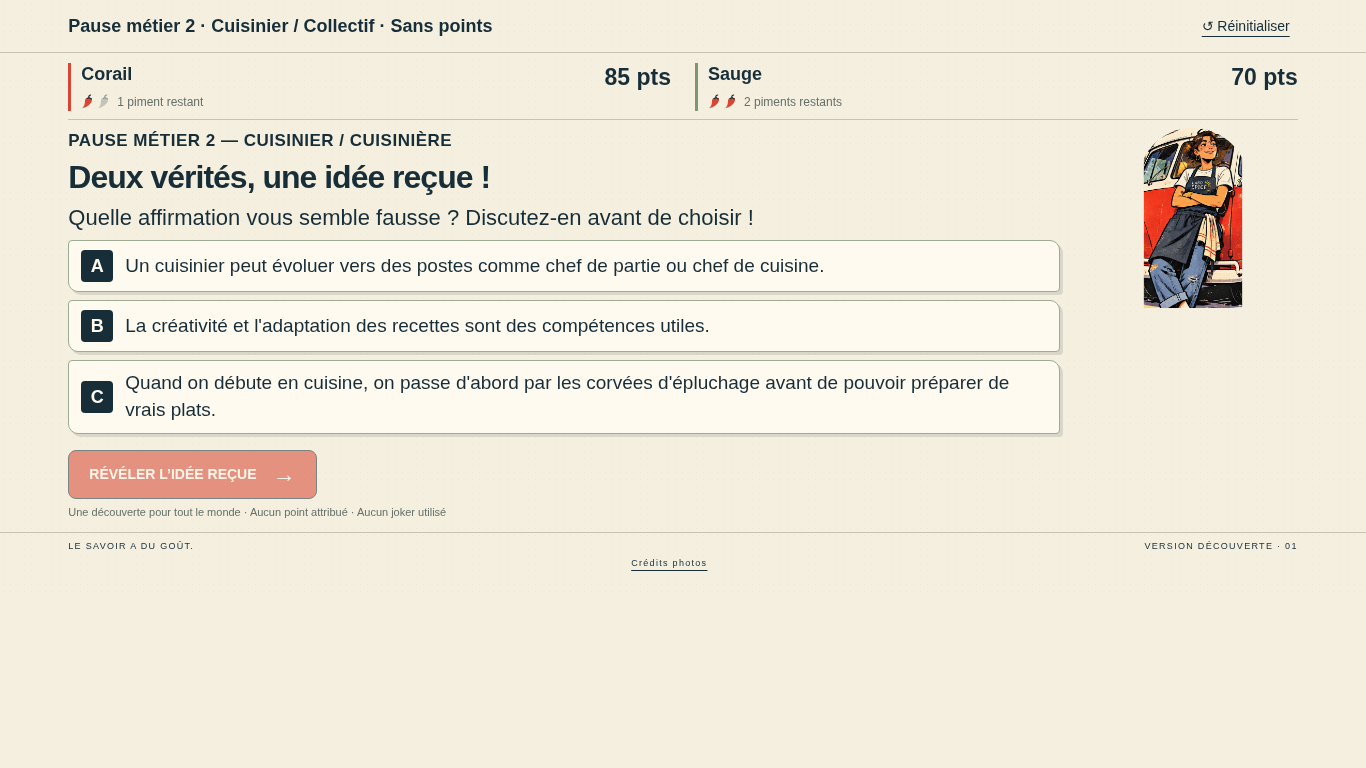 Pause métier 2 · Cuisinier / Collectif · Sans points
↺ Réinitialiser
Corail
85 pts
1 piment restant
Sauge
70 pts
2 piments restants
PAUSE MÉTIER 2 — CUISINIER / CUISINIÈRE
Deux vérités, une idée reçue !
Quelle affirmation vous semble fausse ? Discutez-en avant de choisir !
A Un cuisinier peut évoluer vers des postes comme chef de partie ou chef de cuisine.
B La créativité et l'adaptation des recettes sont des compétences utiles.
C Quand on débute en cuisine, on passe d'abord par les corvées d'épluchage avant de pouvoir préparer de
vrais plats.
RÉVÉLER L’IDÉE REÇUE →
Une découverte pour tout le monde · Aucun point attribué · Aucun joker utilisé
LE SAVOIR A DU GOÛT.
VERSION DÉCOUVERTE · 01
Crédits photos